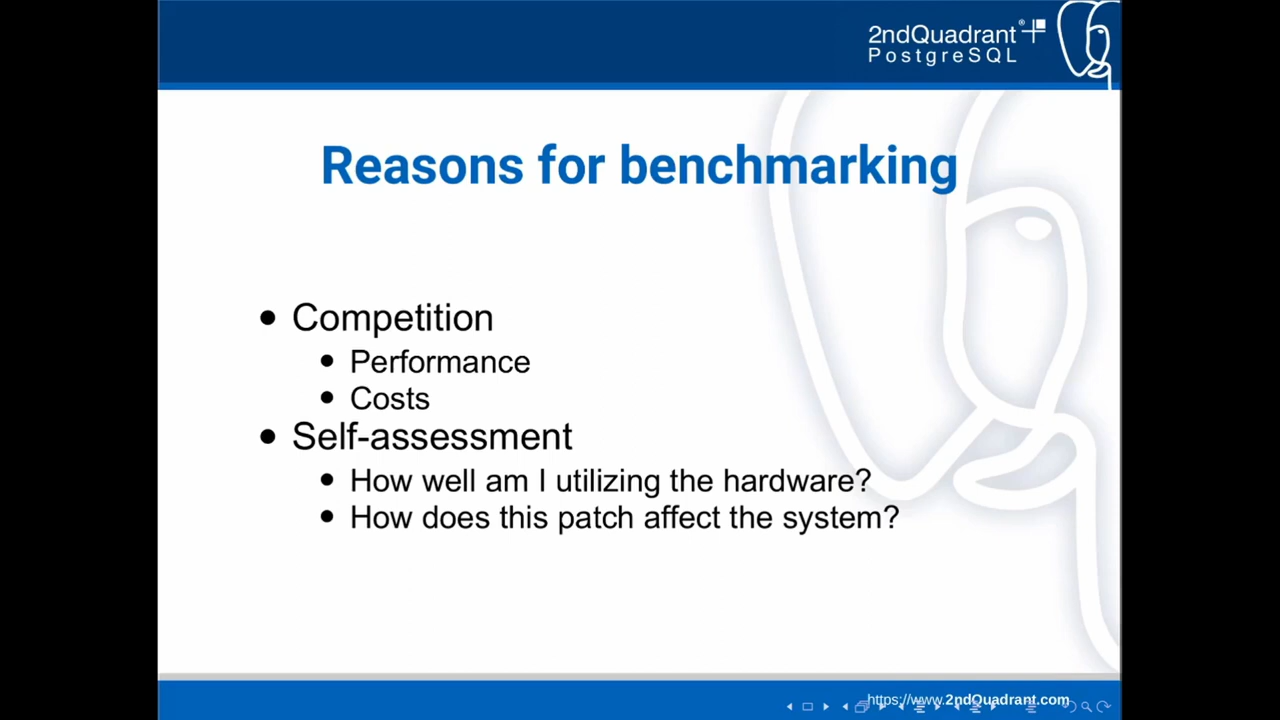 2ndQuadrant®
PostgreSQL
Reasons for benchmarking
• Competition
• Performance
• Costs
• Self-assessment
• How well am I utilizing the hardware?
• How does this patch affect the system?
https://www.2ndQuadrant.com